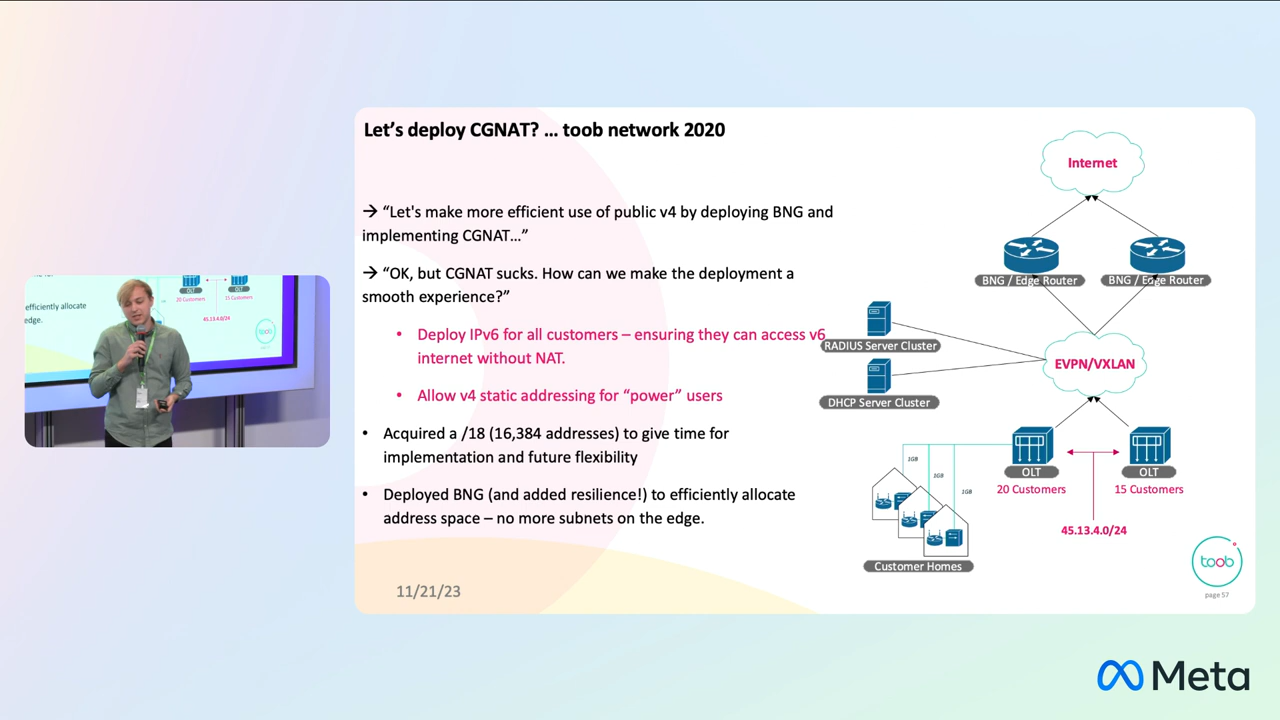 Let's deploy CGNAT? ... toob network 2020
→ “Let's make more efficient use of public v4 by deploying BNG and
implementing CGNAT…”
→ “OK, but CGNAT sucks. How can we make the deployment a
smooth experience?”
• Deploy IPv6 for all customers – ensuring they can access v6
internet without NAT.
• Allow v4 static addressing for “power” users
• Acquired a /18 (16,384 addresses) to give time for
implementation and future flexibility
• Deployed BNG (and added resilience!) to efficiently allocate
address space – no more subnets on the edge.
11/21/23
Internet
BNG / Edge Router
BNG / Edge Router
RADIUS Server Cluster
EVPN/VXLAN
DHCP Server Cluster
OLT
OLT
20 Customers
15 Customers
1GB
1GB
1GB
45.13.4.0/24
Customer Homes
toob
page 57
efficiently allocate
edge.
OLT
OLT
20 Customers
15 Customers
45.13.4.0/24
toob
Meta